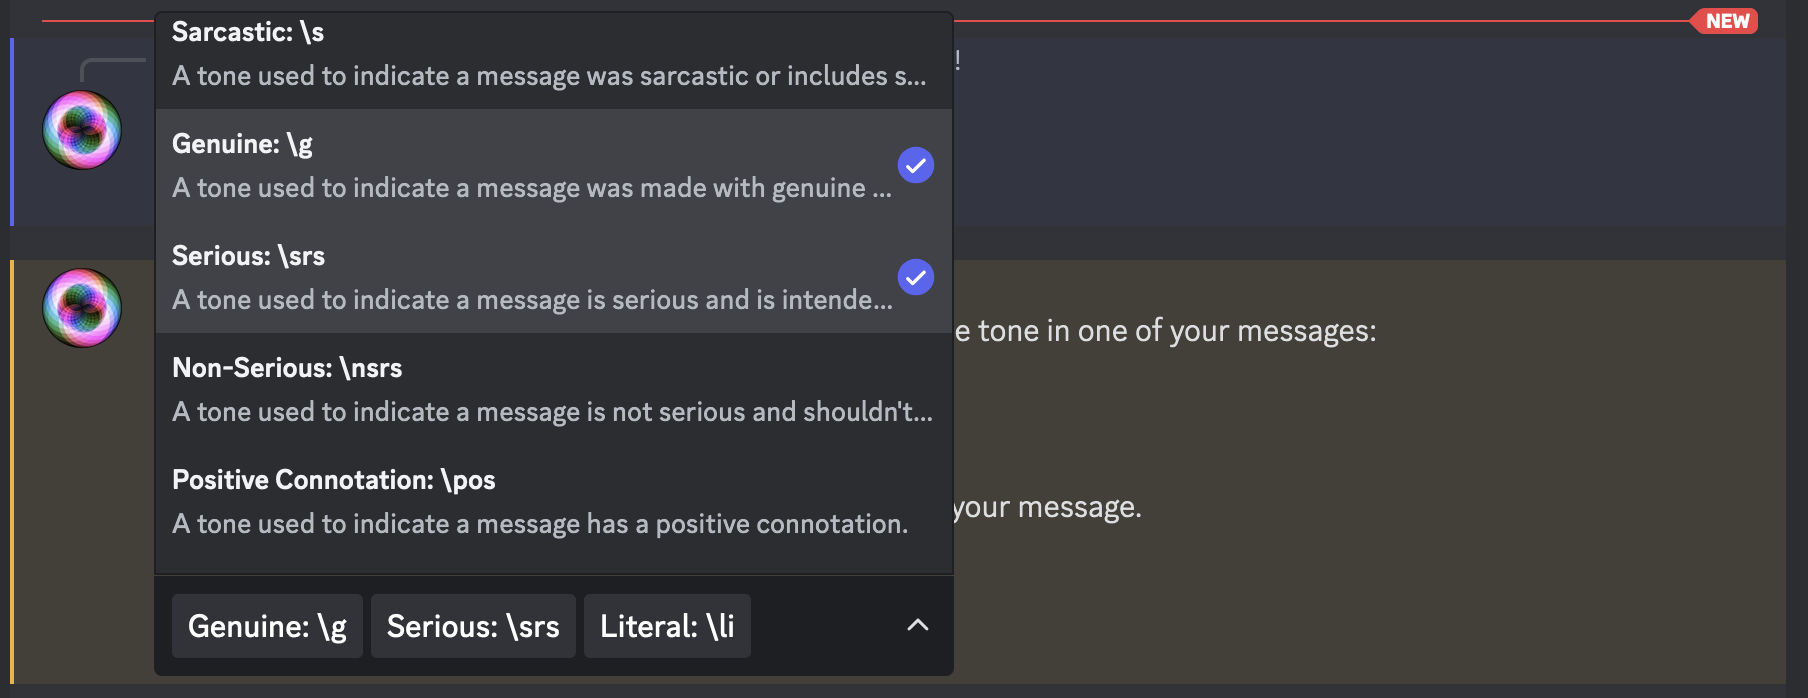 NEW
Sarcastic: \s
!
A tone used to indicate a message was sarcastic or includes s...
Genuine: \g
A tone used to indicate a message was made with genuine ...
Serious: \srs
A tone used to indicate a message is serious and is intende...
e tone in one of your messages:
Non-Serious: \nsrs
A tone used to indicate a message is not serious and shouldn't...
Positive Connotation: \pos
your message.
A tone used to indicate a message has a positive connotation.
Genuine: \g Serious: \srs Literal: \li